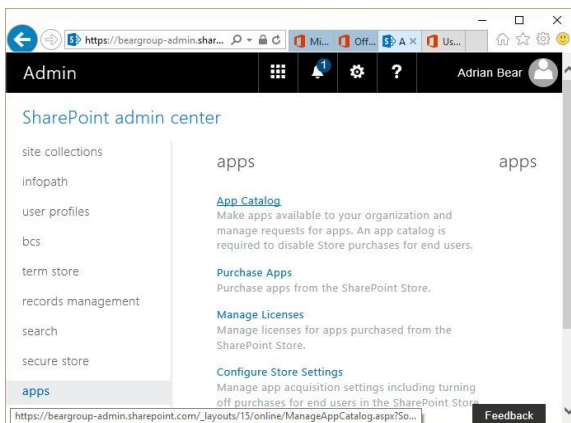 https://beargroup-admin.shar...
Mi...
Off...
A
Us...
Admin
1
?
Adrian Bear
SharePoint admin center
site collections
infopath
user profiles
bcs
term store
records management
search
secure store
apps
apps
apps
App Catalog
Make apps available to your organization and
manage requests for apps. An app catalog is
required to disable Store purchases for end users.
Purchase Apps
Purchase apps from the SharePoint Store.
Manage Licenses
Manage licenses for apps purchased from the
SharePoint Store.
Configure Store Settings
Manage app acquisition settings including turning
off purchases for end users in the SharePoint Store
https://beargroup-admin.sharepoint.com/_layouts/15/online/ManageAppCatalog.aspx?So...
Feedback